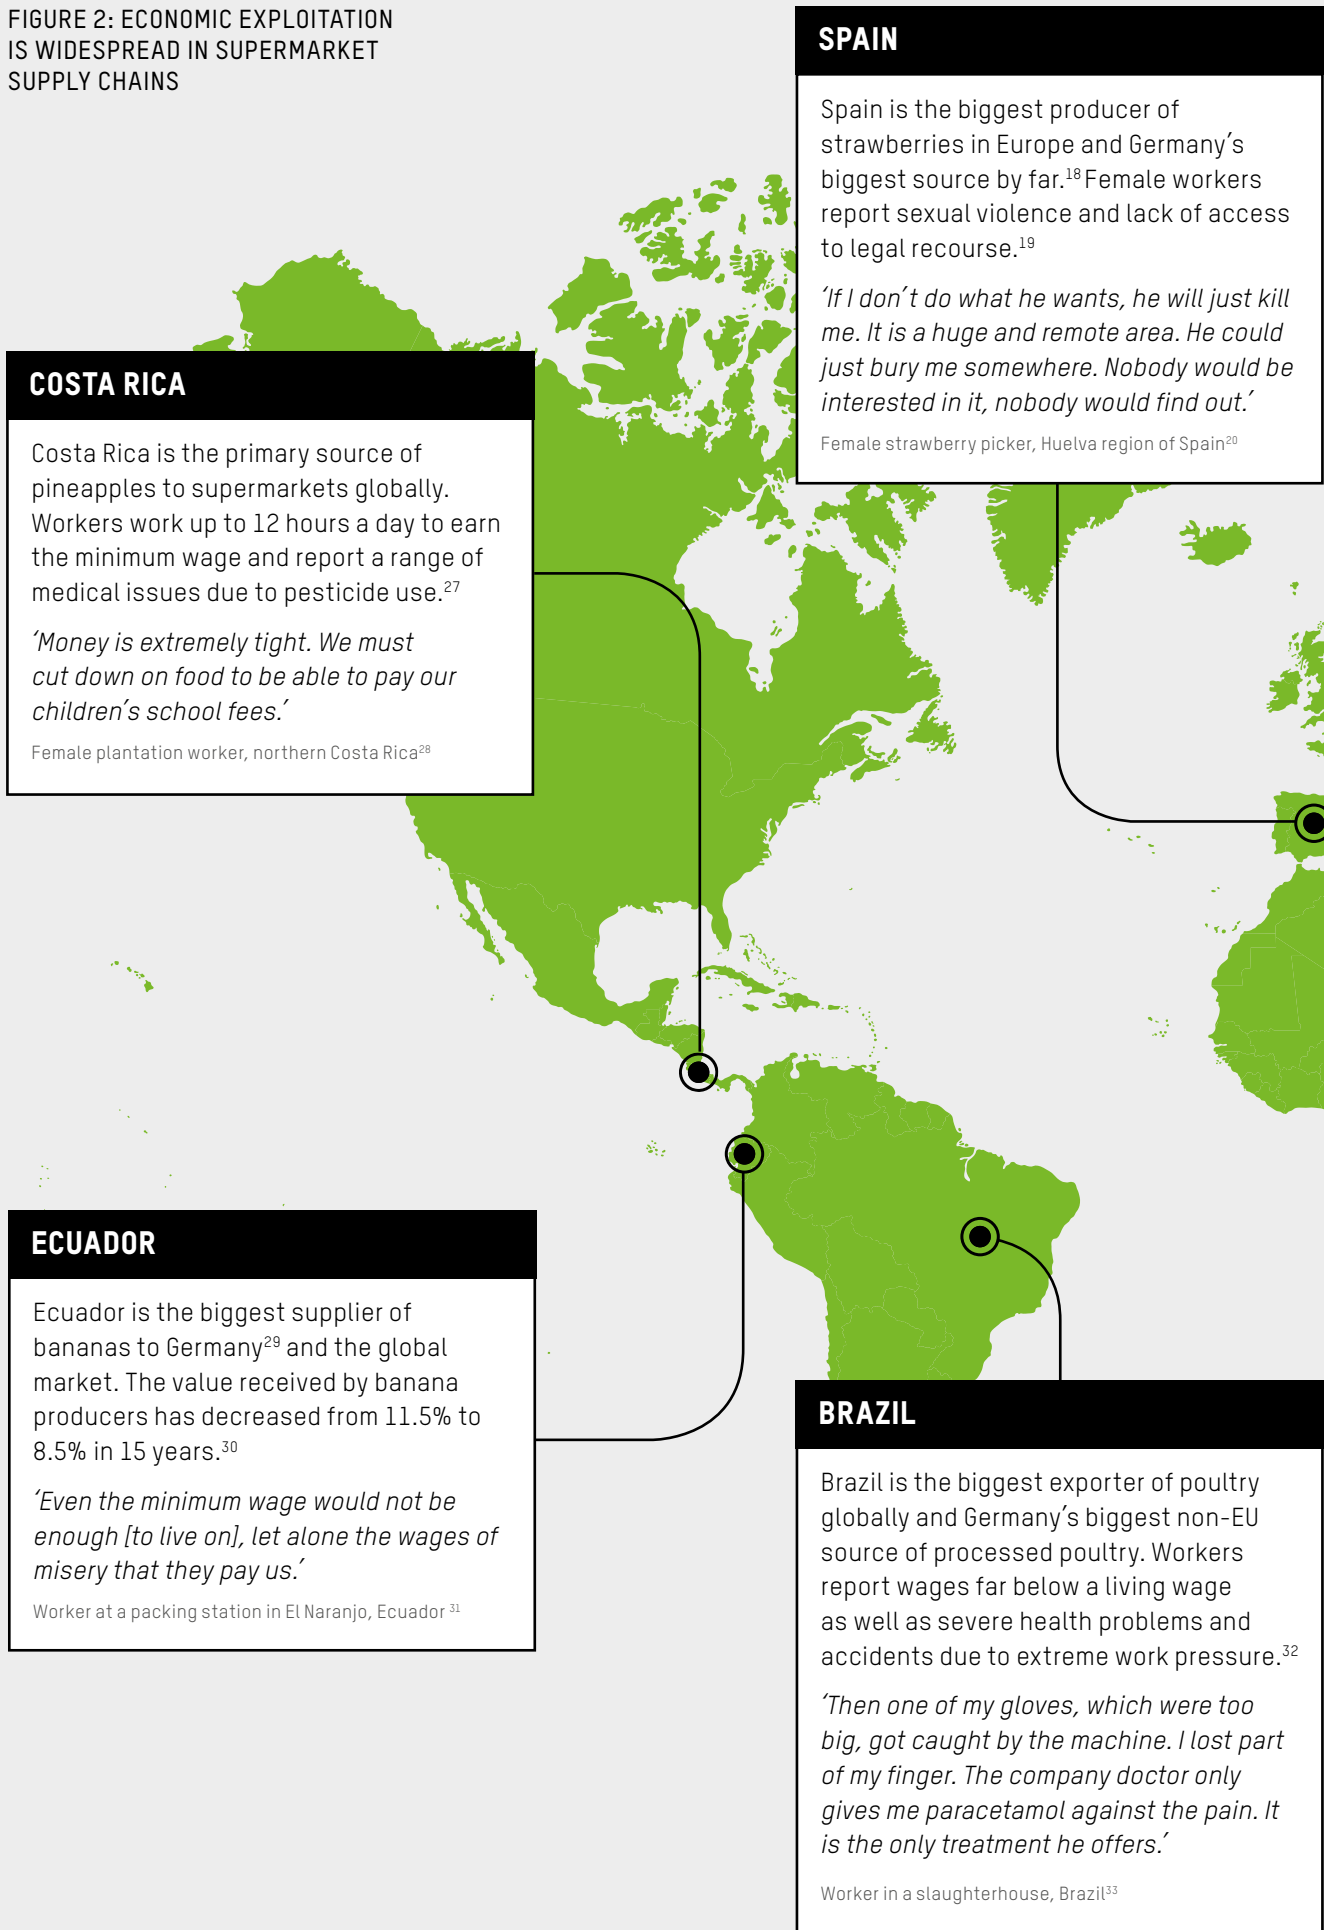 FIGURE 2: ECONOMIC EXPLOITATION
IS WIDESPREAD IN SUPERMARKET
SUPPLY CHAINS
SPAIN
Spain is the biggest producer of
strawberries in Europe and Germany’s
biggest source by far.18 Female workers
report sexual violence and lack of access
to legal recourse.19
‘If I don’t do what he wants, he will just kill
me. It is a huge and remote area. He could
just bury me somewhere. Nobody would be
interested in it, nobody would find out.’
Female strawberry picker, Huelva region of Spain20
COSTA RICA
Costa Rica is the primary source of
pineapples to supermarkets globally.
Workers work up to 12 hours a day to earn
the minimum wage and report a range of
medical issues due to pesticide use.27
‘Money is extremely tight. We must
cut down on food to be able to pay our
children’s school fees.’
Female plantation worker, northern Costa Rica28
ECUADOR
Ecuador is the biggest supplier of
bananas to Germany29 and the global
market. The value received by banana
producers has decreased from 11.5% to
8.5% in 15 years.30
‘Even the minimum wage would not be
enough [to live on], let alone the wages of
misery that they pay us.’
Worker at a packing station in El Naranjo, Ecuador 31
BRAZIL
Brazil is the biggest exporter of poultry
globally and Germany’s biggest non-EU
source of processed poultry. Workers
report wages far below a living wage
as well as severe health problems and
accidents due to extreme work pressure.32
‘Then one of my gloves, which were too
big, got caught by the machine. I lost part
of my finger. The company doctor only
gives me paracetamol against the pain. It
is the only treatment he offers.’
Worker in a slaughterhouse, Brazil33